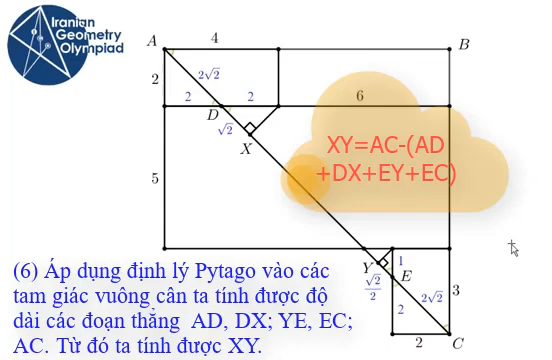 Iranian
Geometry
Olympiad
A
4
B
2
2√2
2
2
6
D
√2
X
XY=AC-(AD
+DX+EY+EC)
5
Y
1
√2/2
E
2
2√2
3
2
C
(6) Áp dụng định lý Pytago vào các
tam giác vuông cân ta tính được độ
dài các đoạn thẳng AD, DX; YE, EC;
AC. Từ đó ta tính được XY.